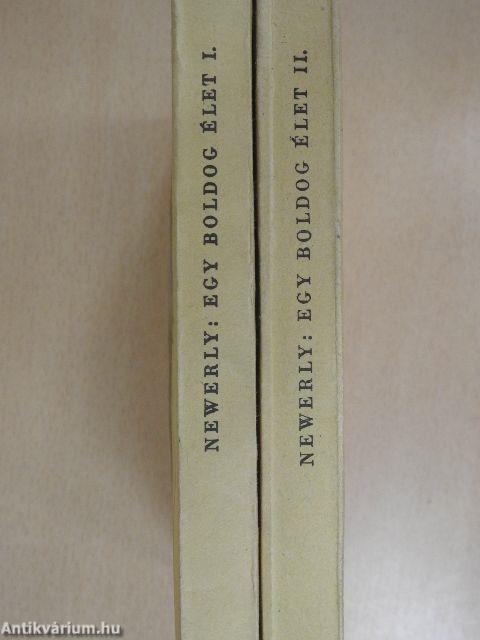 NEWERLY: EGY BOLDOG ÉLET I.
NEWERLY: EGY BOLDOG ÉLET II.
Antikvárium.hu